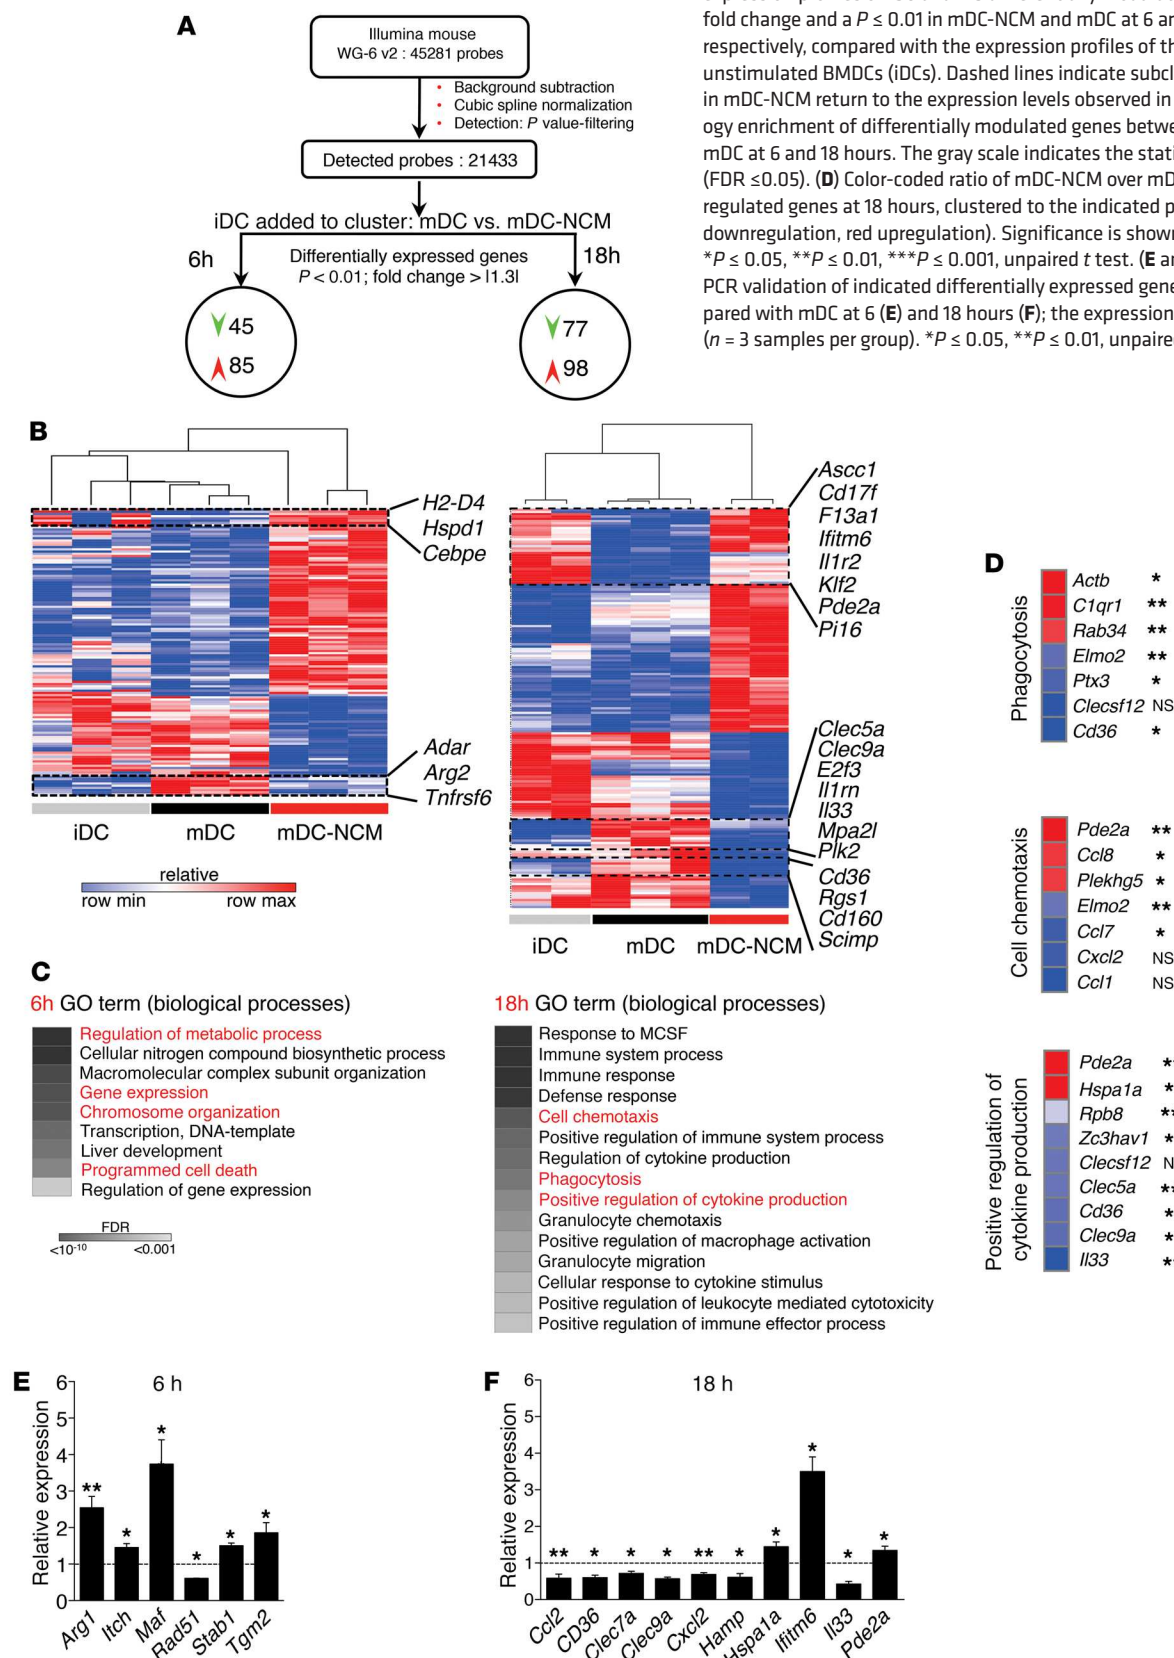 A
Illumina mouse
WG-6 v2 : 45281 probes
• Background subtraction
• Cubic spline normalization
• Detection: P value-filtering
Detected probes : 21433
iDC added to cluster: mDC vs. mDC-NCM
6h
Differentially expressed genes
P < 0.01; fold change > |1.3|
18h
45
85
77
98
fold change and a P ≤ 0.01 in mDC-NCM and mDC at 6 an
respectively, compared with the expression profiles of th
unstimulated BMDCs (iDCs). Dashed lines indicate subcl
in mDC-NCM return to the expression levels observed in
ogy enrichment of differentially modulated genes betwe
mDC at 6 and 18 hours. The gray scale indicates the stati
(FDR ≤0.05). (D) Color-coded ratio of mDC-NCM over mD
regulated genes at 18 hours, clustered to the indicated p
downregulation, red upregulation). Significance is shown
*P ≤ 0.05, **P ≤ 0.01, ***P ≤ 0.001, unpaired t test. (E an
PCR validation of indicated differentially expressed gene
pared with mDC at 6 (E) and 18 hours (F); the expression
(n = 3 samples per group). *P ≤ 0.05, **P ≤ 0.01, unpaired
B
H2-D4
Hspd1
Cebpe
Adar
Arg2
Tnfrsf6
iDC
mDC
mDC-NCM
relative
row min
row max
Ascc1
Cd17f
F13a1
Ifitm6
Il1r2
Klf2
Pde2a
Pi16
Clec5a
Clec9a
E2f3
Il1rn
Il33
Mpa2l
Plk2
Cd36
Rgs1
Cd160
Scimp
iDC
mDC
mDC-NCM
C
6h GO term (biological processes)
Regulation of metabolic process
Cellular nitrogen compound biosynthetic process
Macromolecular complex subunit organization
Gene expression
Chromosome organization
Transcription, DNA-template
Liver development
Programmed cell death
Regulation of gene expression
FDR
<10-10
<0.001
18h GO term (biological processes)
Response to MCSF
Immune system process
Immune response
Defense response
Cell chemotaxis
Positive regulation of immune system process
Regulation of cytokine production
Phagocytosis
Positive regulation of cytokine production
Granulocyte chemotaxis
Positive regulation of macrophage activation
Granulocyte migration
Cellular response to cytokine stimulus
Positive regulation of leukocyte mediated cytotoxicity
Positive regulation of immune effector process
D
Phagocytosis
Actb *
C1qr1 **
Rab34 **
Elmo2 **
Ptx3 *
Clecsf12 NS
Cd36 *
Cell chemotaxis
Pde2a **
Ccl8 *
Plekhg5 *
Elmo2 **
Ccl7 *
Cxcl2 NS
Ccl1 NS
Positive regulation of
cytokine production
Pde2a *
Hspa1a *
Rpb8 **
Zc3hav1 *
Clecsf12 N
Clec5a **
Cd36 *
Clec9a *
Il33 *
E
6 h
Relative expression
6
5
4
3
2
1
0
** * * * * *
Arg1 Itch Maf Rad51 Stab1 Tgm2
F
18 h
Relative expression
6
5
4
3
2
1
0
** * * * ** * * * * *
Ccl2 CD36 Clec7a Clec9a Cxcl2 Hamp Hspa1a Ifitm6 Il33 Pde2a